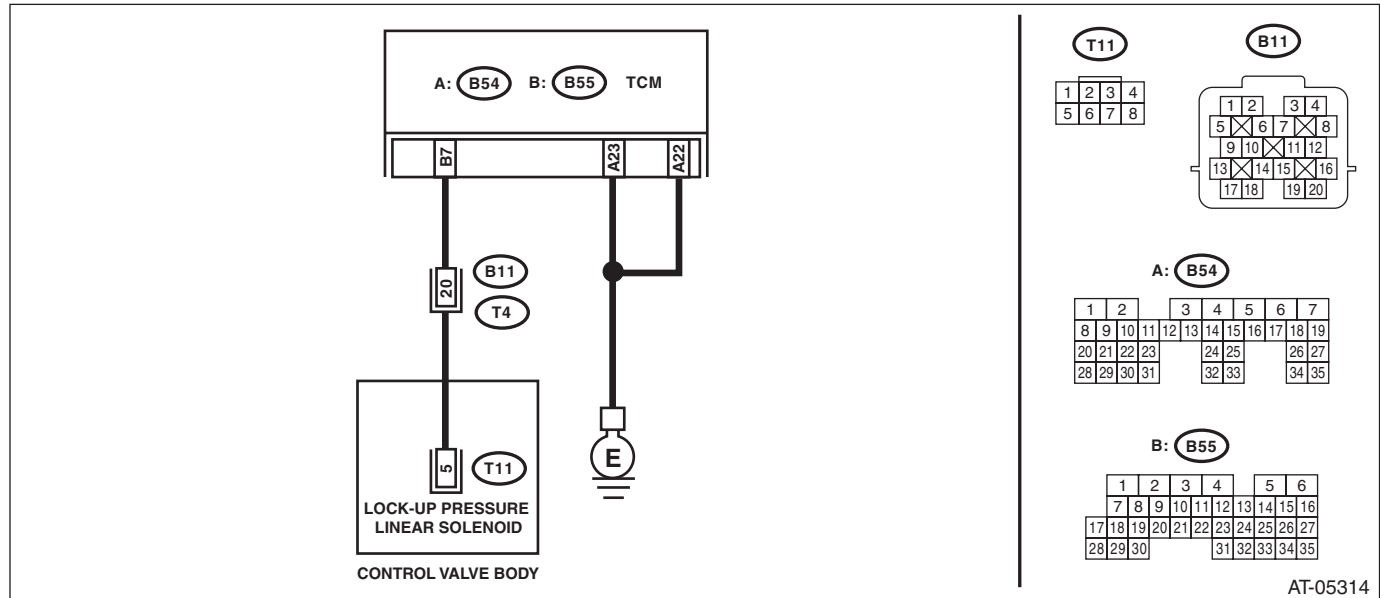 A: B54 B: B55 TCM
B7 A23 A22
20
B11
T4
E
5
T11
LOCK-UP PRESSURE
LINEAR SOLENOID
CONTROL VALVE BODY
T11
1 2 3 4
5 6 7 8
B11
1 2 3 4
5 6 7 8
9 10 11 12
13 14 15 16
17 18 19 20
A: B54
1 2 3 4 5 6 7
8 9 10 11 12 13 14 15 16 17 18 19
20 21 22 23 24 25 26 27
28 29 30 31 32 33 34 35
B: B55
1 2 3 4 5 6
7 8 9 10 11 12 13 14 15 16
17 18 19 20 21 22 23 24 25 26 27
28 29 30 31 32 33 34 35
AT-05314